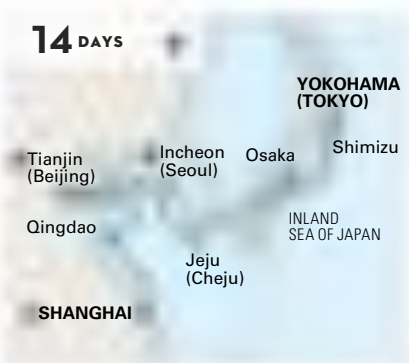 14 DAYS
YOKOHAMA
(TOKYO)
Tianjin
(Beijing)
Incheon
(Seoul)
Osaka
Shimizu
Qingdao
INLAND
SEA OF JAPAN
Jeju
(Cheju)
SHANGHAI